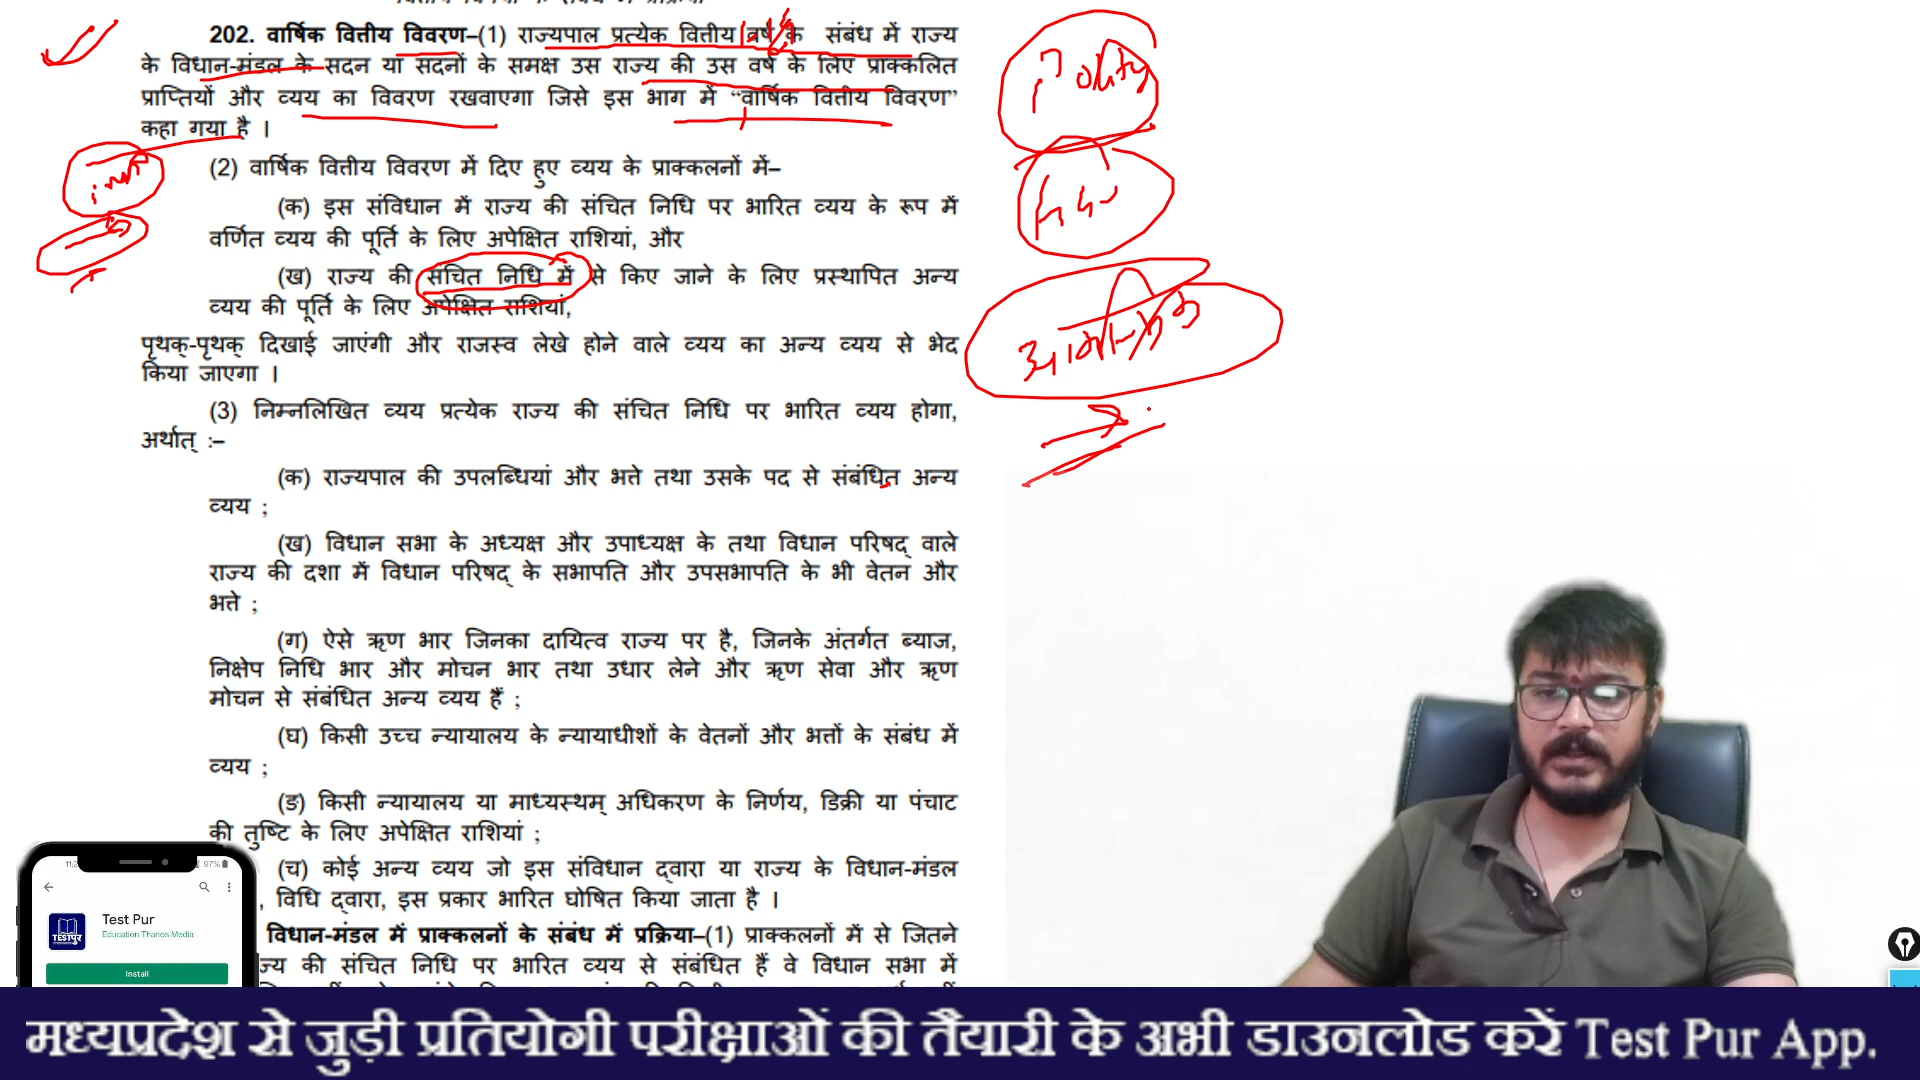 202. वार्षिक वित्तीय विवरण–(1) राज्यपाल प्रत्येक वित्तीय वर्ष के संबंध में राज्य
के विधान-मंडल के सदन या सदनों के समक्ष उस राज्य की उस वर्ष के लिए प्राक्कलित
प्राप्तियों और व्यय का विवरण रखवाएगा जिसे इस भाग में “वार्षिक वित्तीय विवरण”
कहा गया है ।
(2) वार्षिक वित्तीय विवरण में दिए हुए व्यय के प्राक्कलनों में–
(क) इस संविधान में राज्य की संचित निधि पर भारित व्यय के रूप में
वर्णित व्यय की पूर्ति के लिए अपेक्षित राशियां, और
(ख) राज्य की संचित निधि में से किए जाने के लिए प्रस्थापित अन्य
व्यय की पूर्ति के लिए अपेक्षित राशियां,
पृथक्-पृथक् दिखाई जाएंगी और राजस्व लेखे होने वाले व्यय का अन्य व्यय से भेद
किया जाएगा ।
(3) निम्नलिखित व्यय प्रत्येक राज्य की संचित निधि पर भारित व्यय होगा,
अर्थात् :–
(क) राज्यपाल की उपलब्धियां और भत्ते तथा उसके पद से संबंधित अन्य
व्यय ;
(ख) विधान सभा के अध्यक्ष और उपाध्यक्ष के तथा विधान परिषद् वाले
राज्य की दशा में विधान परिषद् के सभापति और उपसभापति के भी वेतन और
भत्ते ;
(ग) ऐसे ऋण भार जिनका दायित्व राज्य पर है, जिनके अंतर्गत ब्याज,
निक्षेप निधि भार और मोचन भार तथा उधार लेने और ऋण सेवा और ऋण
मोचन से संबंधित अन्य व्यय हैं ;
(घ) किसी उच्च न्यायालय के न्यायाधीशों के वेतनों और भत्तों के संबंध में
व्यय ;
(ङ) किसी न्यायालय या माध्यस्थम् अधिकरण के निर्णय, डिक्री या पंचाट
की तुष्टि के लिए अपेक्षित राशियां ;
(च) कोई अन्य व्यय जो इस संविधान द्वारा या राज्य के विधान-मंडल
, विधि द्वारा, इस प्रकार भारित घोषित किया जाता है ।
विधान-मंडल में प्राक्कलनों के संबंध में प्रक्रिया–(1) प्राक्कलनों में से जितने
की संचित निधि पर भारित व्यय से संबंधित हैं वे विधान सभा में
Polity
97%
Test Pur
Education Thanos Media
टेस्टपुर
Install
मध्यप्रदेश से जुड़ी प्रतियोगी परीक्षाओं की तैयारी के अभी डाउनलोड करें Test Pur App.